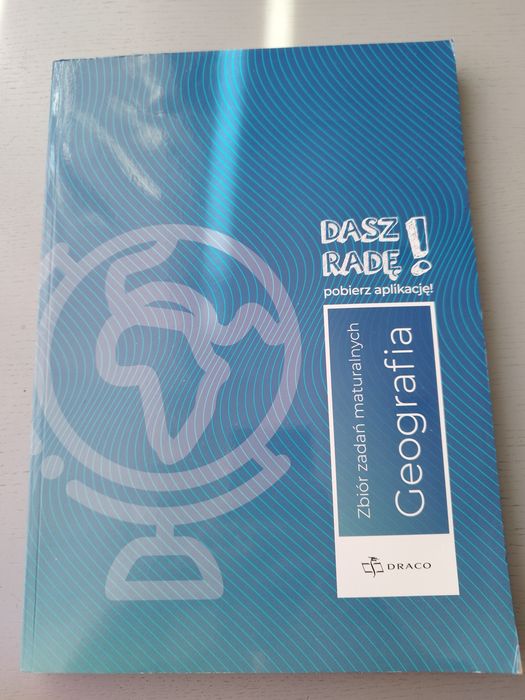 DASZ
RADĘ!
pobierz aplikację!
Zbiór zadań maturalnych
Geografia
DRACO